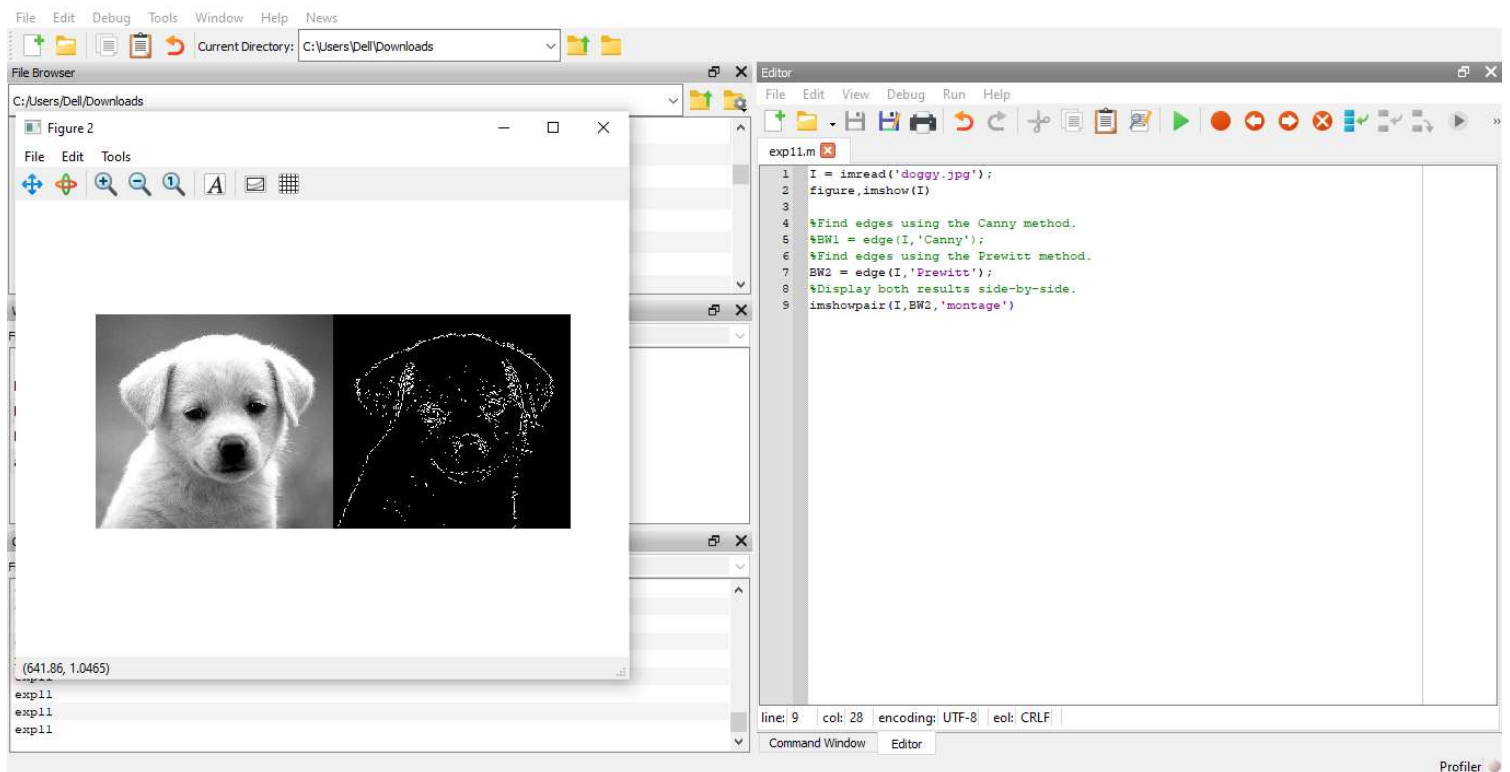 File Edit Debug Tools Window Help News
Current Directory: C:\Users\Dell\Downloads
File Browser
C:/Users/Dell/Downloads
Figure 2
File Edit Tools
A
(641.86, 1.0465)
exp11
exp11
exp11
Editor
File Edit View Debug Run Help
exp11.m
1 I = imread('doggy.jpg');
2 figure,imshow(I)
3
4 %Find edges using the Canny method.
5 %BW1 = edge(I,'Canny');
6 %Find edges using the Prewitt method.
7 BW2 = edge(I,'Prewitt');
8 %Display both results side-by-side.
9 imshowpair(I,BW2,'montage')
line: 9 col: 28 encoding: UTF-8 eol: CRLF
Command Window Editor
Profiler